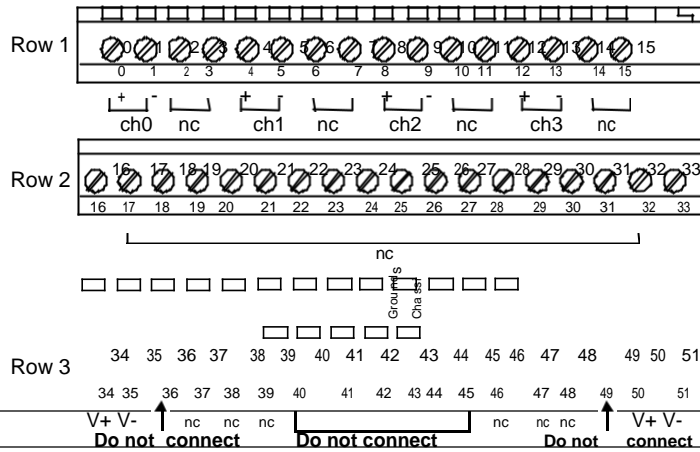 Row 1 0 1 2 3 4 5 6 7 8 9 10 11 12 13 14 15
0 1 2 3 4 5 6 7 8 9 10 11 12 13 14 15
+ - + - + - + -
ch0 nc ch1 nc ch2 nc ch3 nc
Row 2 16 17 18 19 20 21 22 23 24 25 26 27 28 29 30 31 32 33
16 17 18 19 20 21 22 23 24 25 26 27 28 29 30 31 32 33
nc
Grounds
Chassi
34 35 36 37 38 39 40 41 42 43 44 45 46 47 48 49 50 51
Row 3
34 35 36 37 38 39 40 41 42 43 44 45 46 47 48 49 50 51
V+ V- nc nc nc nc nc nc V+ V-
Do not connect Do not connect Do not connect